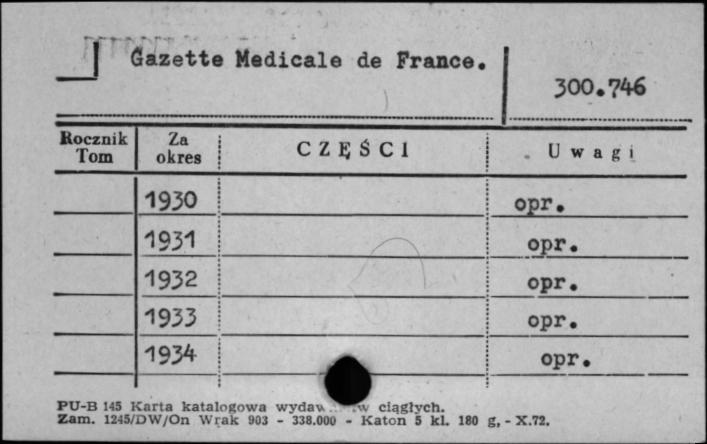 Gazette Medicale de France.
300.746
Rocznik Tom
Za okres
CZĘŚCI
Uwagi
1930 opr.
1931 opr.
1932 opr.
1933 opr.
1934 opr.
PU-B 145 Karta katalogowa ciągłych.
Zam. 1245/DW/On Wrak 903 - 338.000 - Katon 5 kl. 180 g, - X.72.